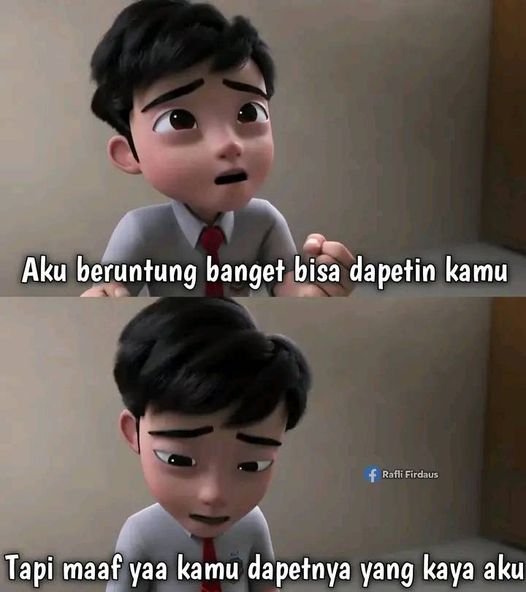 Aku beruntung banget bisa dapetin kamu
Rafli Firdaus
Tapi maaf yaa kamu dapetnya yang kaya aku